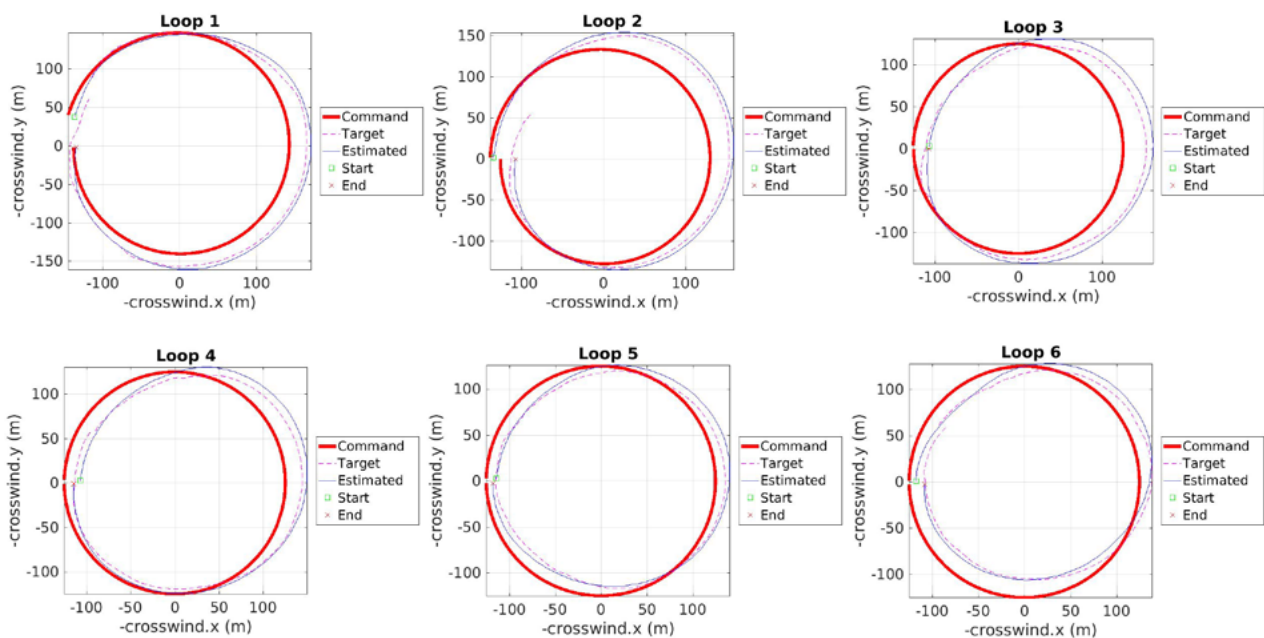 Loop 1
-crosswind.y (m)
100
50
0
-50
-100
-150
-100 0 100
-crosswind.x (m)
Command
Target
Estimated
Start
End
Loop 2
-crosswind.y (m)
150
100
50
0
-50
-100
-100 0 100
-crosswind.x (m)
Command
Target
Estimated
Start
End
Loop 3
-crosswind.y (m)
100
50
0
-50
-100
-100 0 100
-crosswind.x (m)
Command
Target
Estimated
Start
End
Loop 4
-crosswind.y (m)
100
50
0
-50
-100
-100 -50 0 50 100
-crosswind.x (m)
Command
Target
Estimated
Start
End
Loop 5
-crosswind.y (m)
100
50
0
-50
-100
-100 -50 0 50 100
-crosswind.x (m)
Command
Target
Estimated
Start
End
Loop 6
-crosswind.y (m)
100
50
0
-50
-100
-100 -50 0 50 100
-crosswind.x (m)
Command
Target
Estimated
Start
End